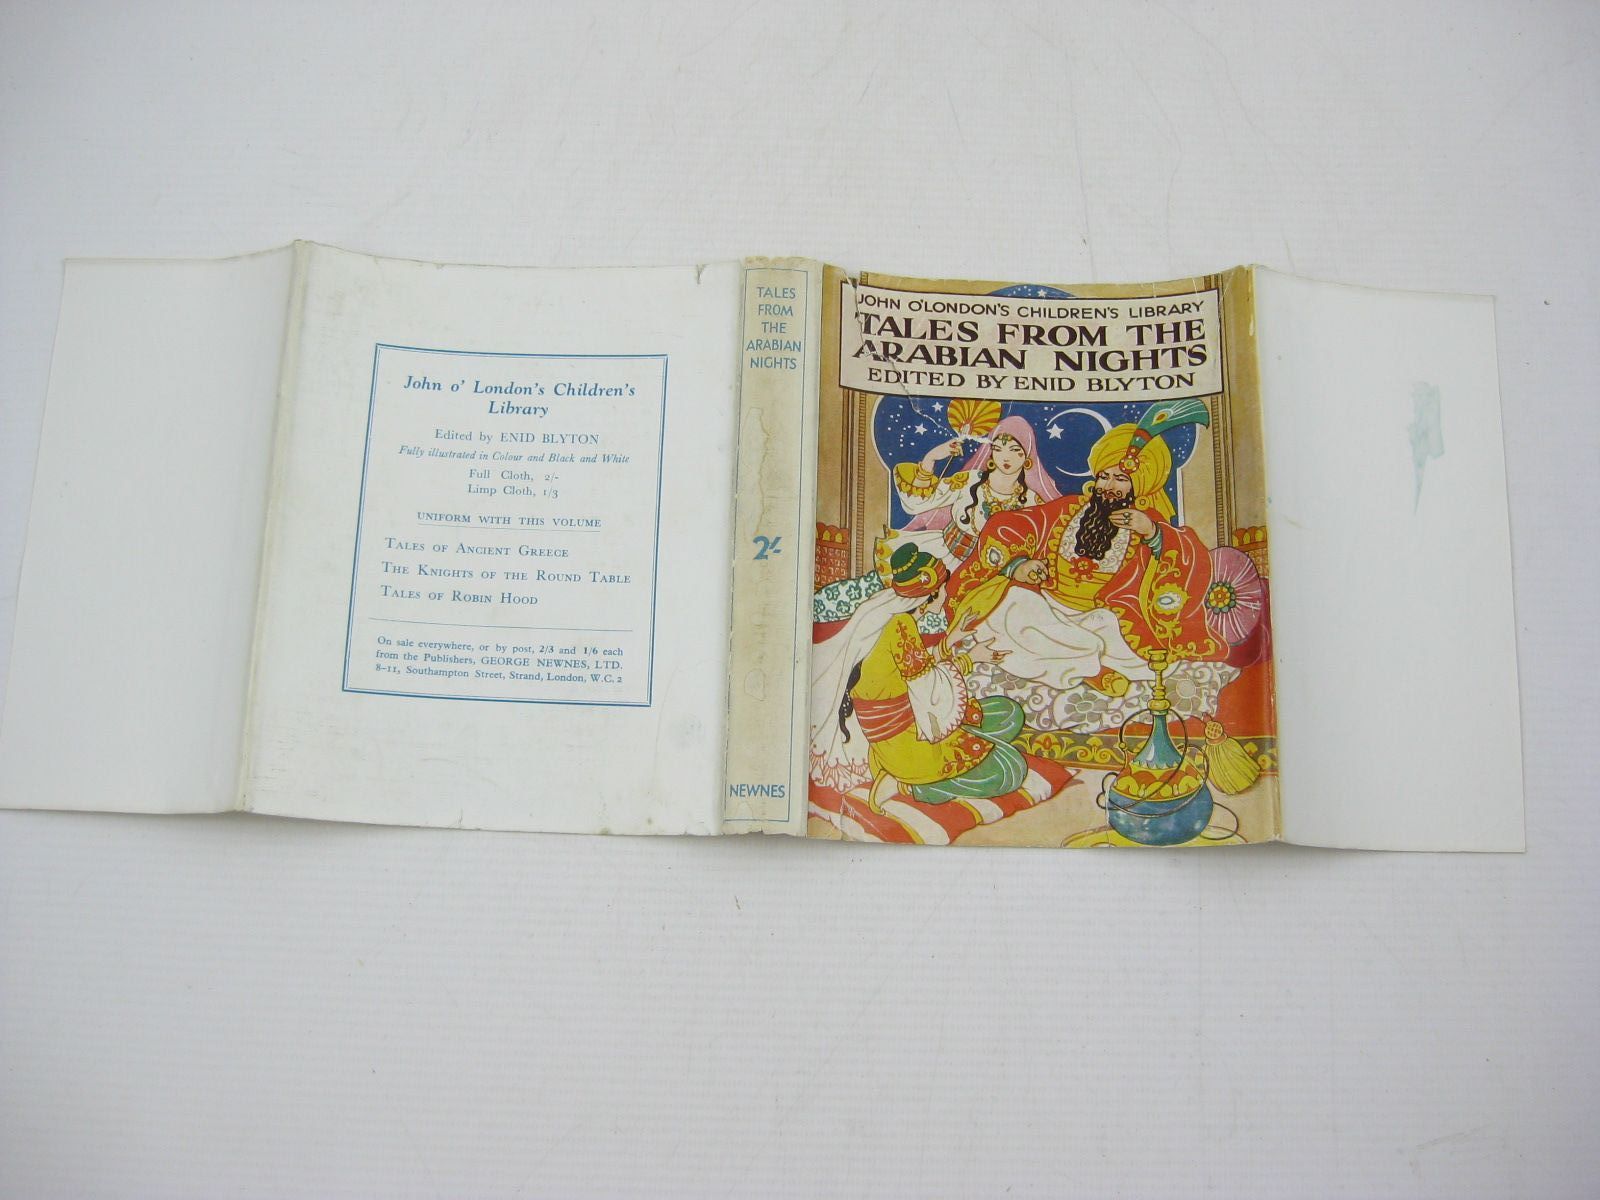 John o' London's Children's
Library
Edited by ENID BLYTON
Fully illustrated in Colour and Black and White
Full Cloth, 2/-
Limp Cloth, 1/3
UNIFORM WITH THIS VOLUME
TALES OF ANCIENT GREECE
THE KNIGHTS OF THE ROUND TABLE
TALES OF ROBIN HOOD
On sale everywhere, or by post, 2/3 and 1/6 each
from the Publishers, GEORGE NEWNES, LTD.
8-11, Southampton Street, Strand, London, W.C.2
TALES
FROM
THE
ARABIAN
NIGHTS
2/-
NEWNES
JOHN O'LONDON'S CHILDREN'S LIBRARY
TALES FROM THE
ARABIAN NIGHTS
EDITED BY ENID BLYTON